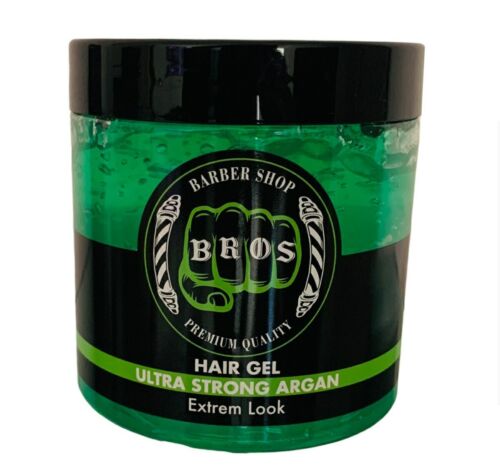 BARBER SHOP
BROS
PREMIUM QUALITY
HAIR GEL
ULTRA STRONG ARGAN
Extrem Look